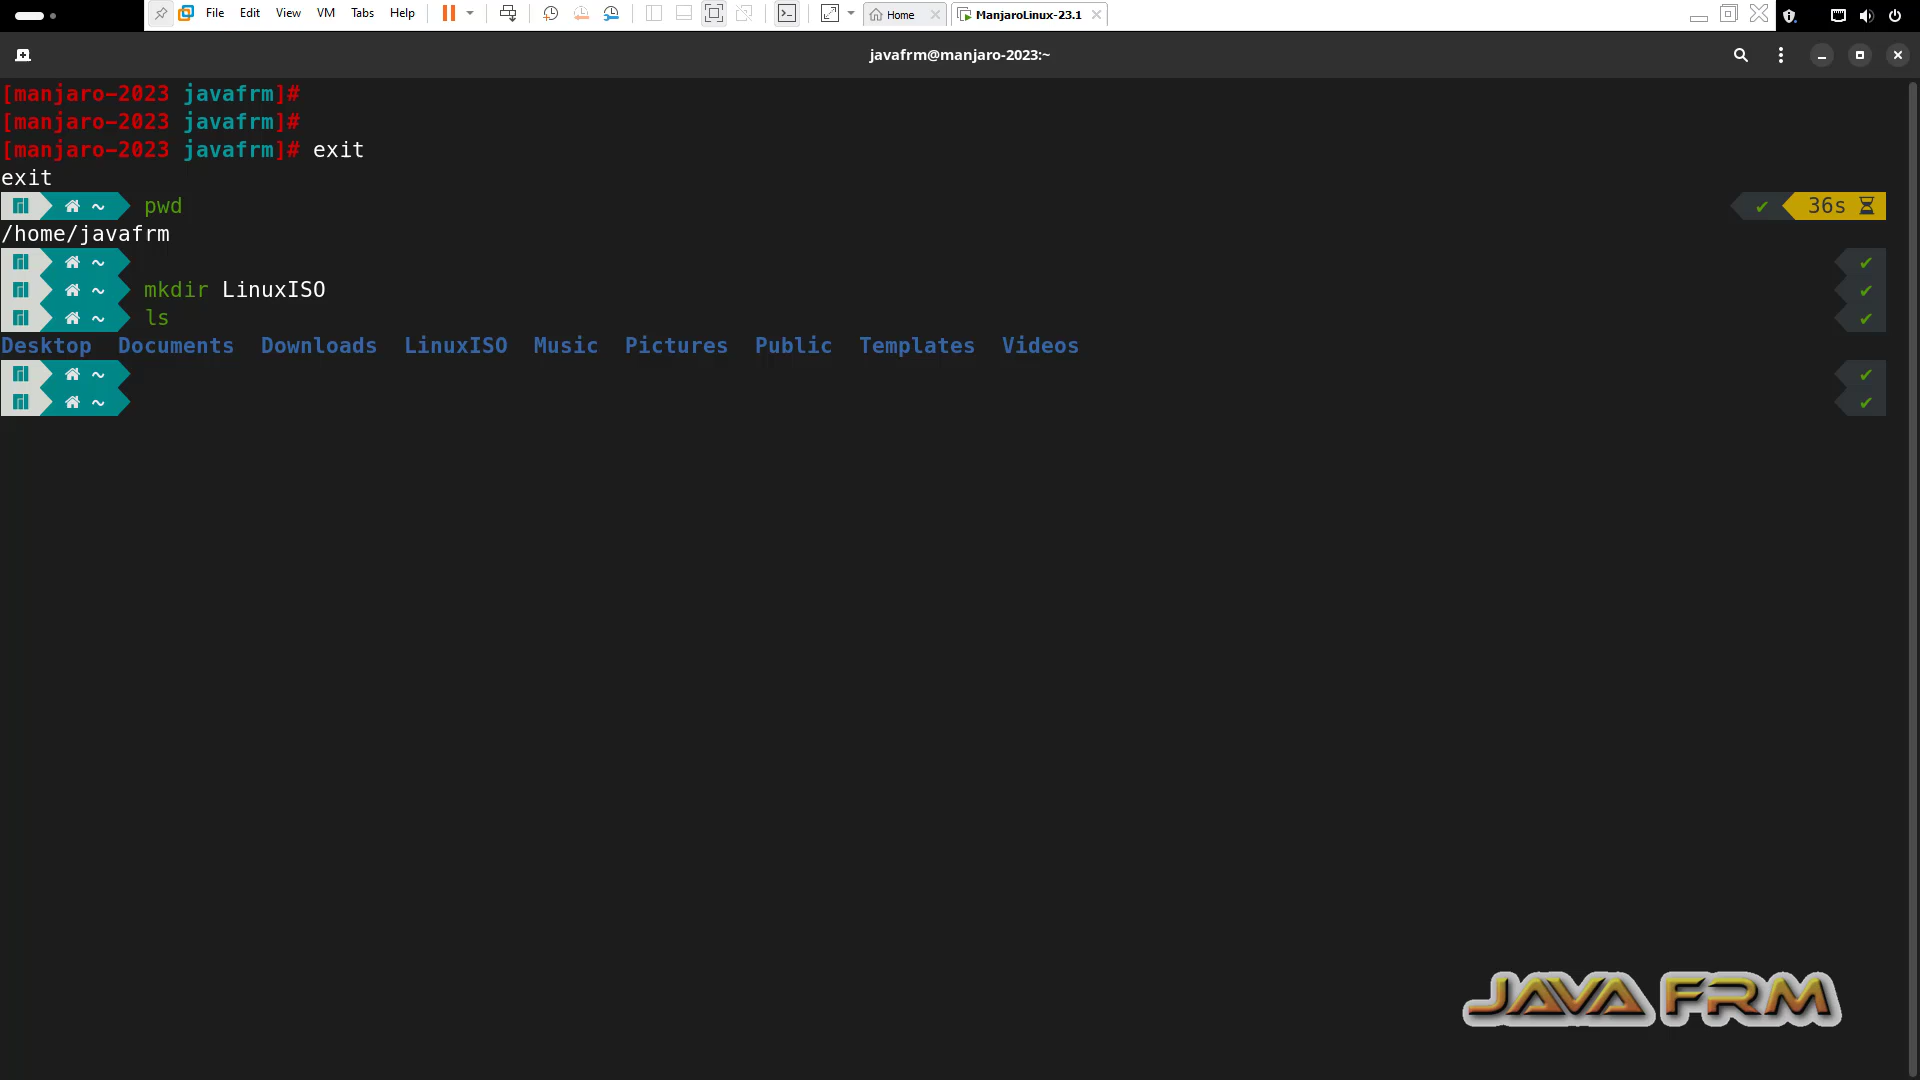 File Edit View VM Tabs Help Home ManjaroLinux-23.1
javafrm@manjaro-2023:~
[manjaro-2023 javafrm]#
[manjaro-2023 javafrm]#
[manjaro-2023 javafrm]# exit
exit
~ pwd ✔ 36s
/home/javafrm
~ ✔
~ mkdir LinuxISO ✔
~ ls ✔
Desktop Documents Downloads LinuxISO Music Pictures Public Templates Videos
~ ✔
~ ✔
JAVA FRM